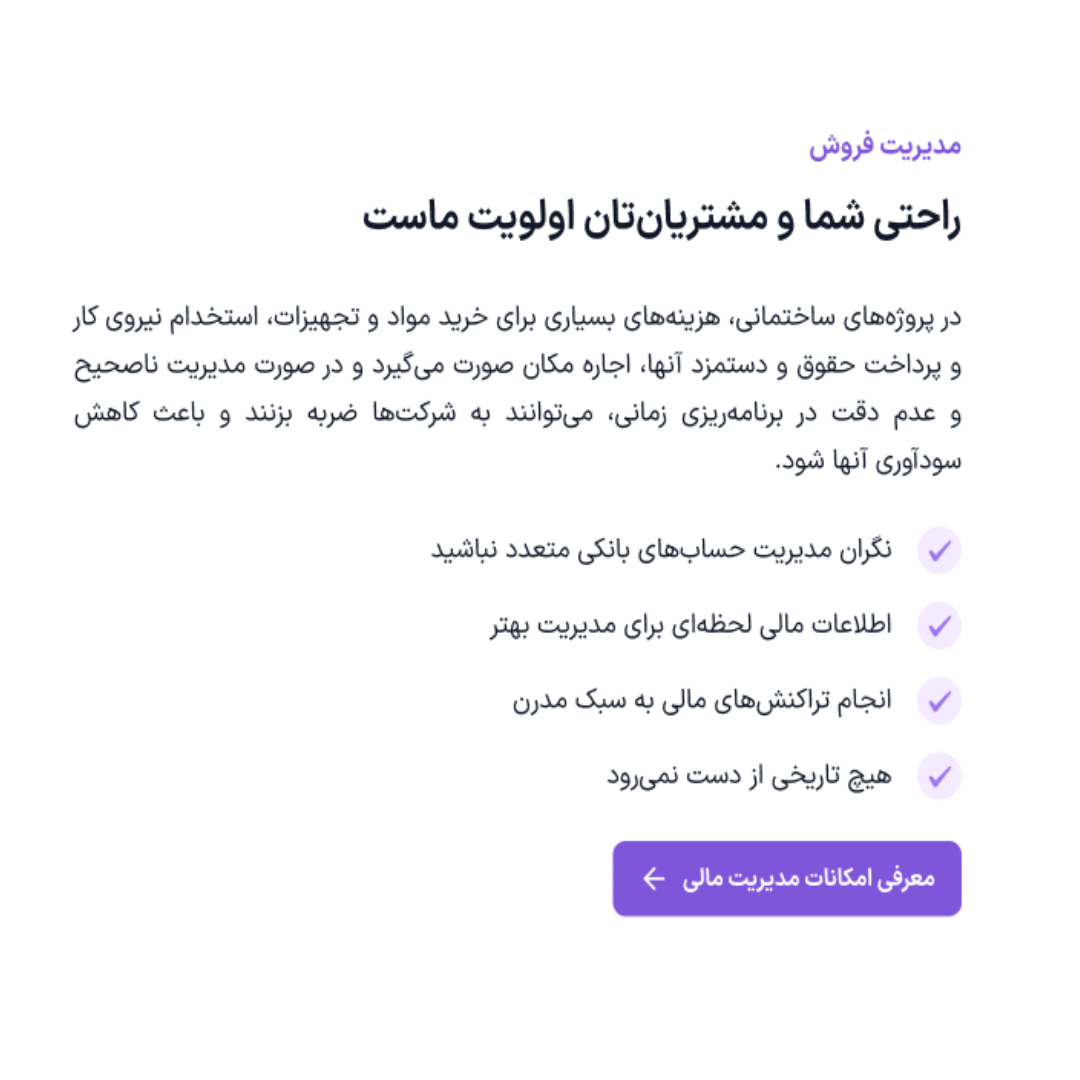 مدیریت فروش
راحتی شما و مشتریان‌تان اولویت ماست
در پروژه‌های ساختمانی، هزینه‌های بسیاری برای خرید مواد و تجهیزات، استخدام نیروی کار
و پرداخت حقوق و دستمزد آنها، اجاره مکان صورت می‌گیرد و در صورت مدیریت ناصحیح
و عدم دقت در برنامه‌ریزی زمانی، می‌توانند به شرکت‌ها ضربه بزنند و باعث کاهش
سودآوری آنها شود.
نگران مدیریت حساب‌های بانکی متعدد نباشید
اطلاعات مالی لحظه‌ای برای مدیریت بهتر
انجام تراکنش‌های مالی به سبک مدرن
هیچ تاریخی از دست نمی‌رود
معرفی امکانات مدیریت مالی ←